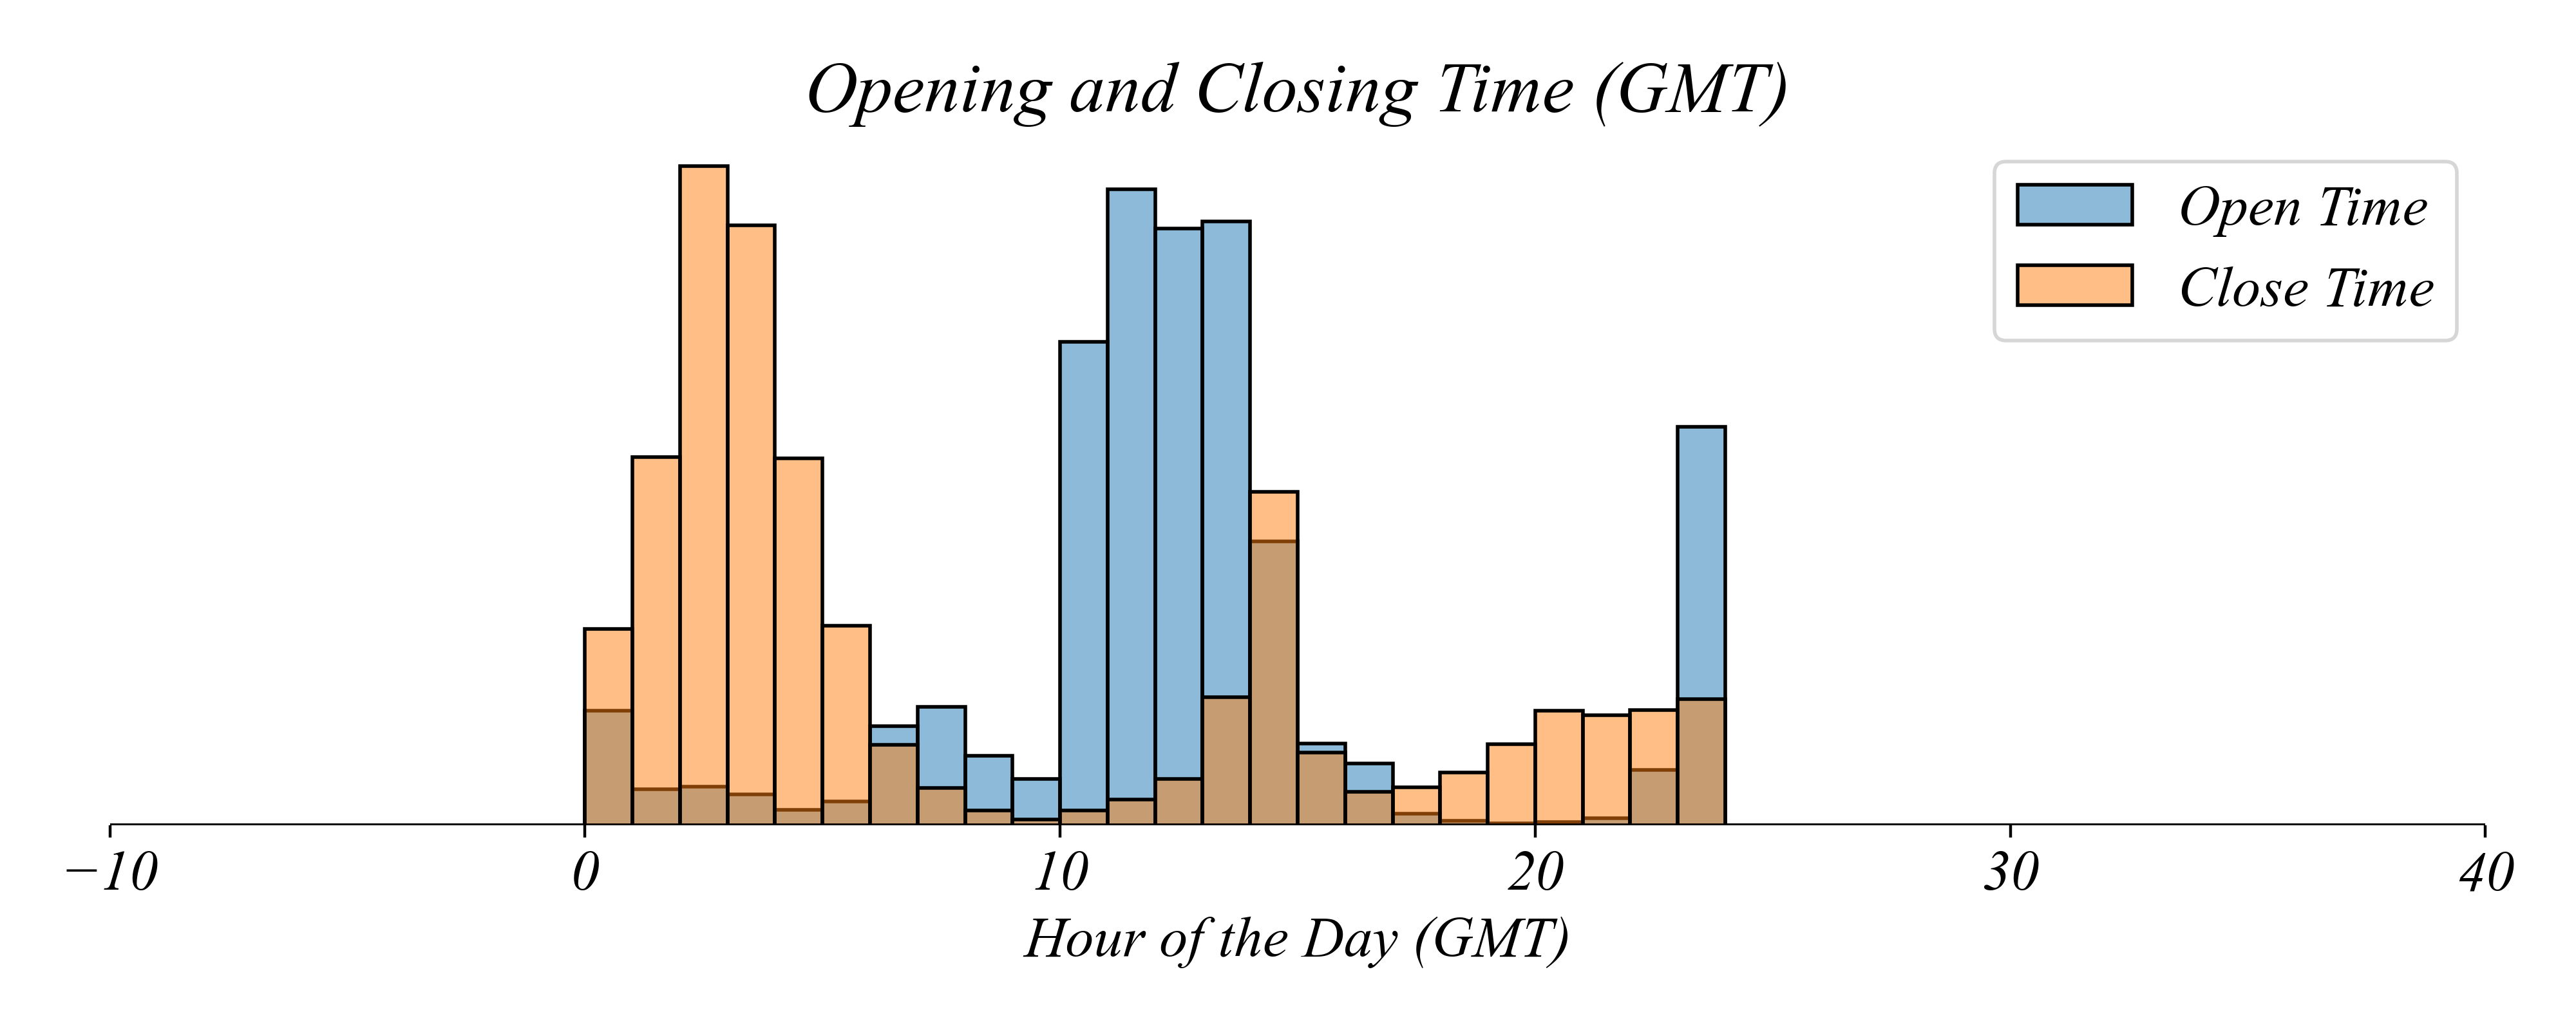 Opening and Closing Time (GMT)
Open Time
Close Time
−10 0 10 20 30 40
Hour of the Day (GMT)